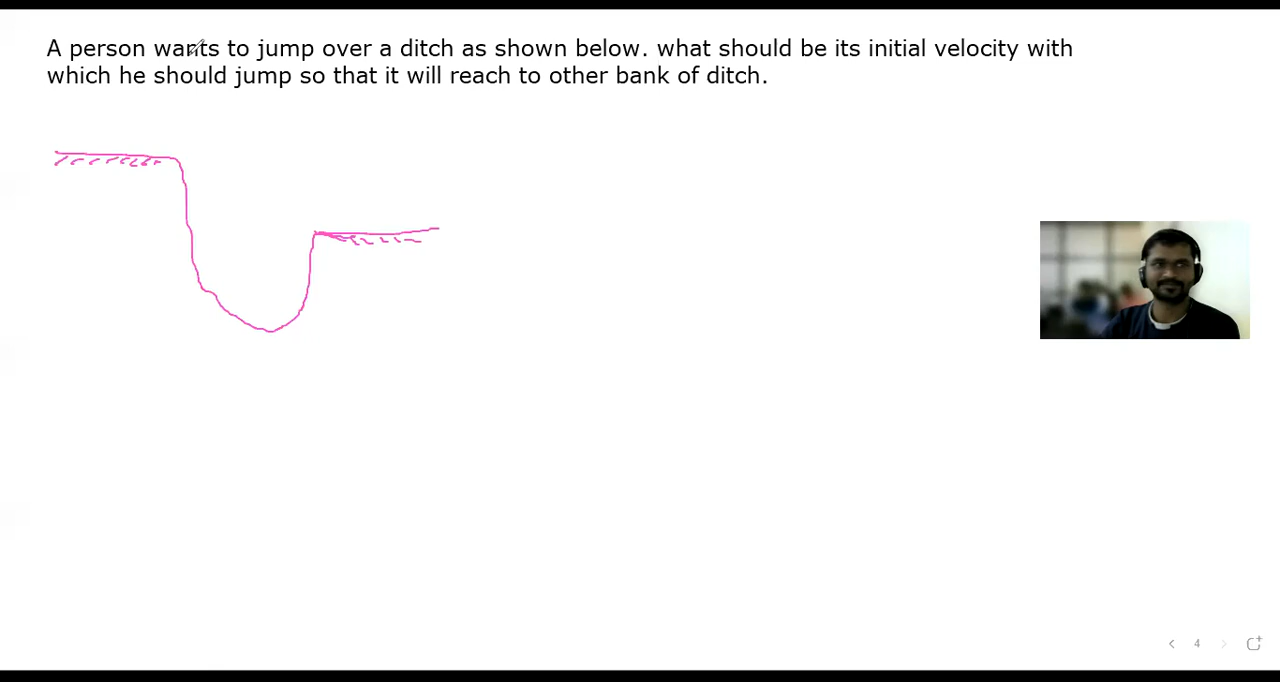 A person wants to jump over a ditch as shown below. what should be its initial velocity with
which he should jump so that it will reach to other bank of ditch.
4